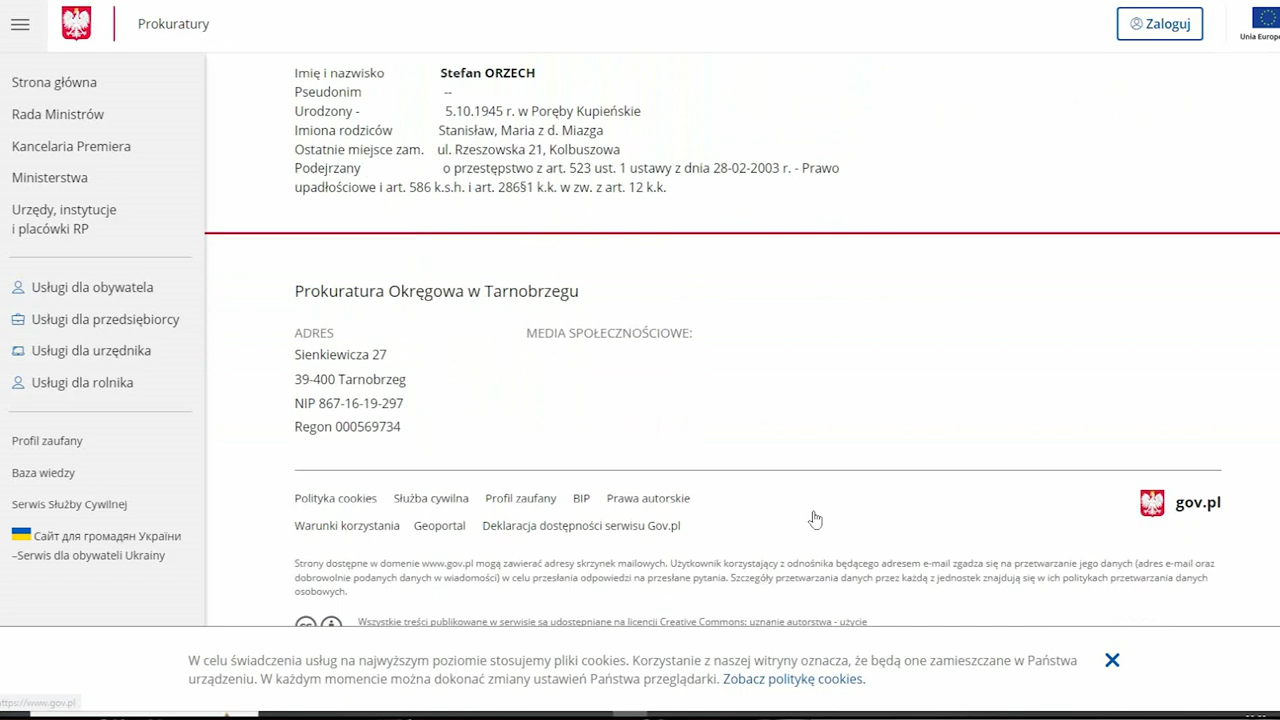 Prokuratury
Zaloguj
Unia Europe
Strona główna
Rada Ministrów
Kancelaria Premiera
Ministerstwa
Urzędy, instytucje
i placówki RP
Usługi dla obywatela
Usługi dla przedsiębiorcy
Usługi dla urzędnika
Usługi dla rolnika
Profil zaufany
Baza wiedzy
Serwis Służby Cywilnej
Сайт для громадян України
–Serwis dla obywateli Ukrainy
Imię i nazwisko Stefan ORZECH
Pseudonim --
Urodzony - 5.10.1945 r. w Poręby Kupieńskie
Imiona rodziców Stanisław, Maria z d. Miazga
Ostatnie miejsce zam. ul. Rzeszowska 21, Kolbuszowa
Podejrzany o przestępstwo z art. 523 ust. 1 ustawy z dnia 28-02-2003 r. - Prawo
upadłościowe i art. 586 k.s.h. i art. 286§1 k.k. w zw. z art. 12 k.k.
Prokuratura Okręgowa w Tarnobrzegu
ADRES MEDIA SPOŁECZNOŚCIOWE:
Sienkiewicza 27
39-400 Tarnobrzeg
NIP 867-16-19-297
Regon 000569734
Polityka cookies Służba cywilna Profil zaufany BIP Prawa autorskie
Warunki korzystania Geoportal Deklaracja dostępności serwisu Gov.pl
gov.pl
Strony dostępne w domenie www.gov.pl mogą zawierać adresy skrzynek mailowych. Użytkownik korzystający z odnośnika będącego adresem e-mail zgadza się na przetwarzanie jego danych (adres e-mail oraz
dobrowolnie podanych danych w wiadomości) w celu przesłania odpowiedzi na przesłane pytania. Szczegóły przetwarzania danych przez każdą z jednostek znajdują się w ich politykach przetwarzania danych
osobowych.
Wszystkie treści publikowane w serwisie są udostępniane na licencji Creative Commons: uznanie autorstwa - użycie
W celu świadczenia usług na najwyższym poziomie stosujemy pliki cookies. Korzystanie z naszej witryny oznacza, że będą one zamieszczane w Państwa
urządzeniu. W każdym momencie można dokonać zmiany ustawień Państwa przeglądarki. Zobacz politykę cookies.
https://www.gov.pl